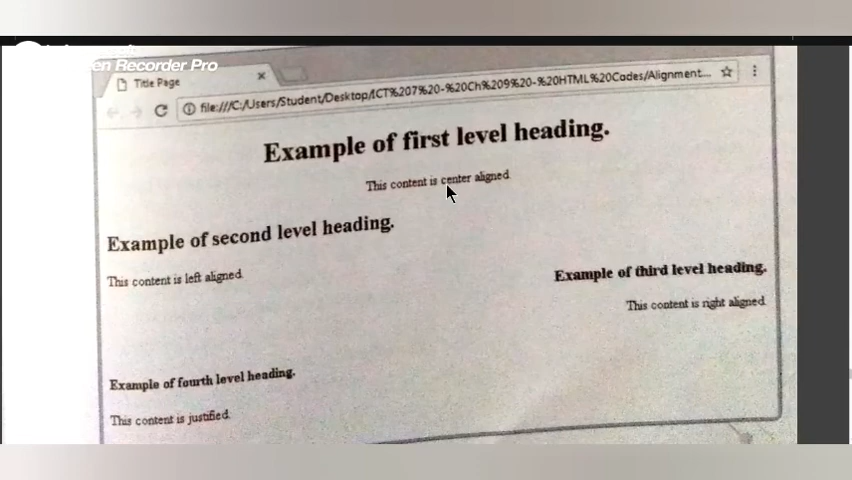 en Recorder Pro
Title Page
file:///C:/Users/Student/Desktop/ICT%207%20-%20Ch%209%20-%20HTML%20Codes/Alignment...
Example of first level heading.
This content is center aligned
Example of second level heading.
This content is left aligned.
Example of third level heading.
This content is right aligned.
Example of fourth level heading.
This content is justified.